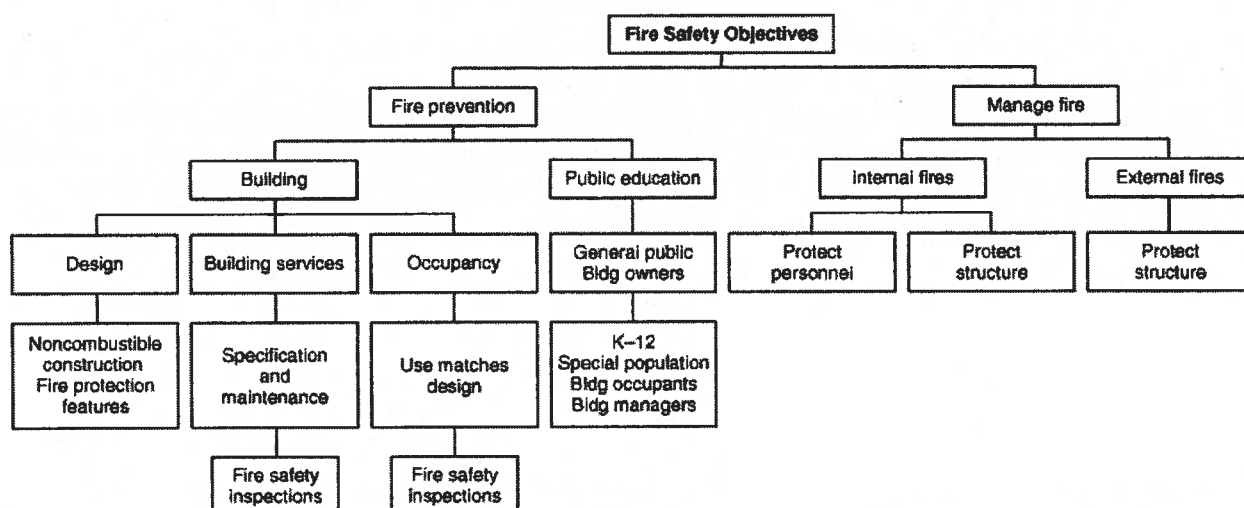 Fire Safety Objectives
Fire prevention
Manage fire
Building
Public education
Internal fires
External fires
Design
Building services
Occupancy
General public
Bldg owners
Protect
personnel
Protect
structure
Protect
structure
Noncombustible
construction
Fire protection
features
Specification
and
maintenance
Use matches
design
K–12
Special population
Bldg occupants
Bldg managers
Fire safety
inspections
Fire safety
inspections